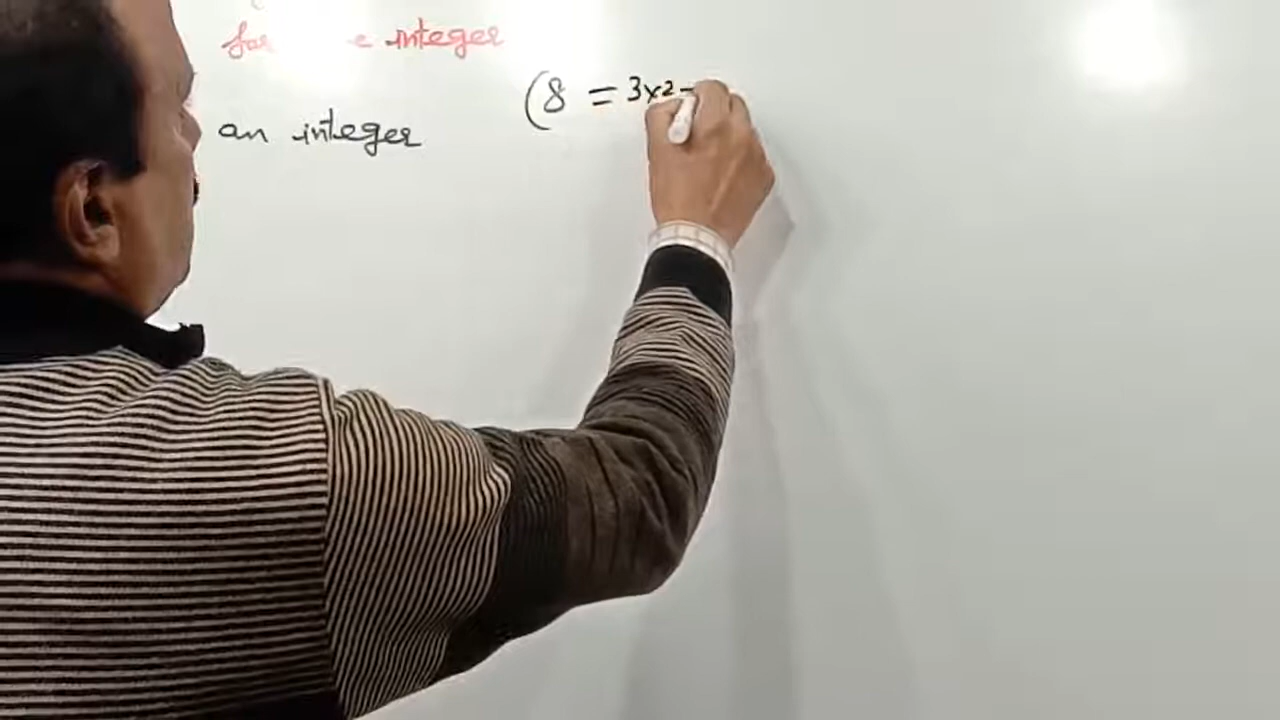 integer
an integer
(8 = 3x2